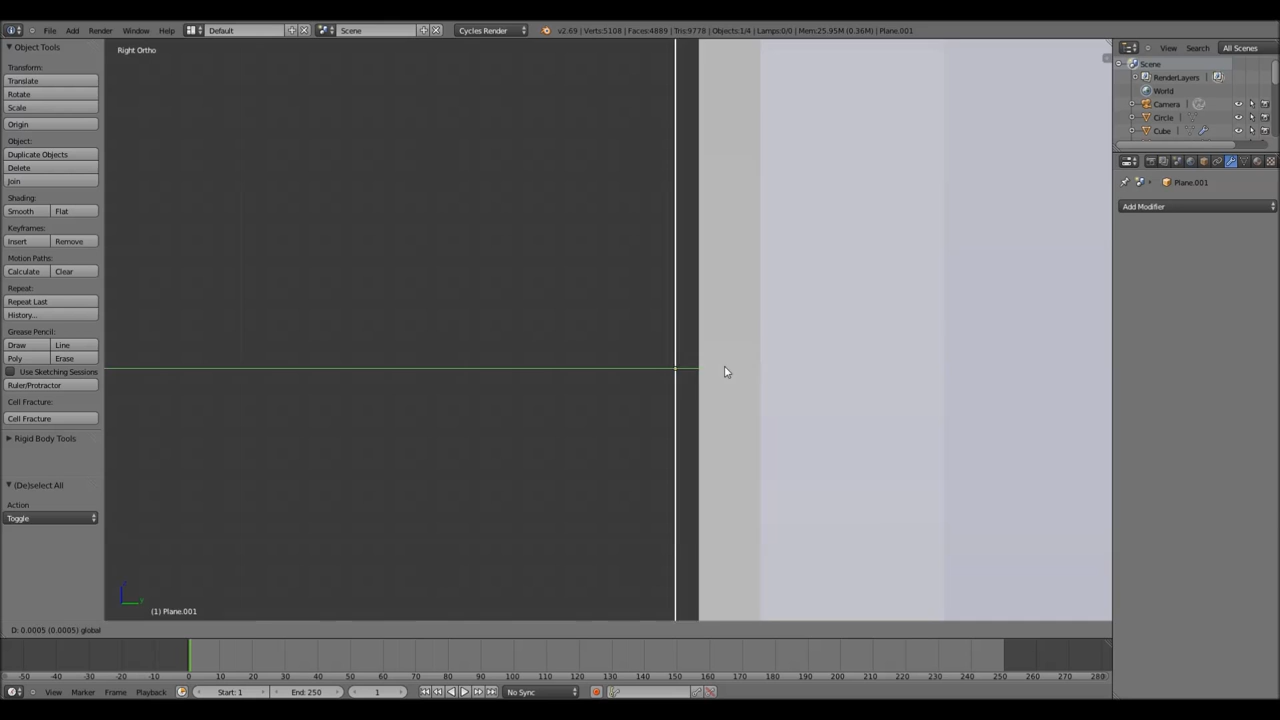 File Add Render Window Help Default Scene Cycles Render v2.69 | Verts:5108 | Faces:4889 | Tris:9778 | Objects:1/4 | Lamps:0/0 | Mem:25.95M (0.36M) | Plane.001
Object Tools
Transform:
Translate
Rotate
Scale
Origin
Object:
Duplicate Objects
Delete
Join
Shading:
Smooth Flat
Keyframes:
Insert Remove
Motion Paths:
Calculate Clear
Repeat:
Repeat Last
History...
Grease Pencil:
Draw Line
Poly Erase
Use Sketching Sessions
Ruler/Protractor
Cell Fracture:
Cell Fracture
Rigid Body Tools
(De)select All
Action
Toggle
Right Ortho
(1) Plane.001
D: 0.0005 (0.0005) global
View Search All Scenes
Scene
RenderLayers
World
Camera
Circle
Cube
Plane.001
Add Modifier
-50 -40 -30 -20 -10 0 10 20 30 40 50 60 70 80 90 100 110 120 130 140 150 160 170 180 190 200 210 220 230 240 250 260 270 280
View Marker Frame Playback Start: 1 End: 250 1 No Sync